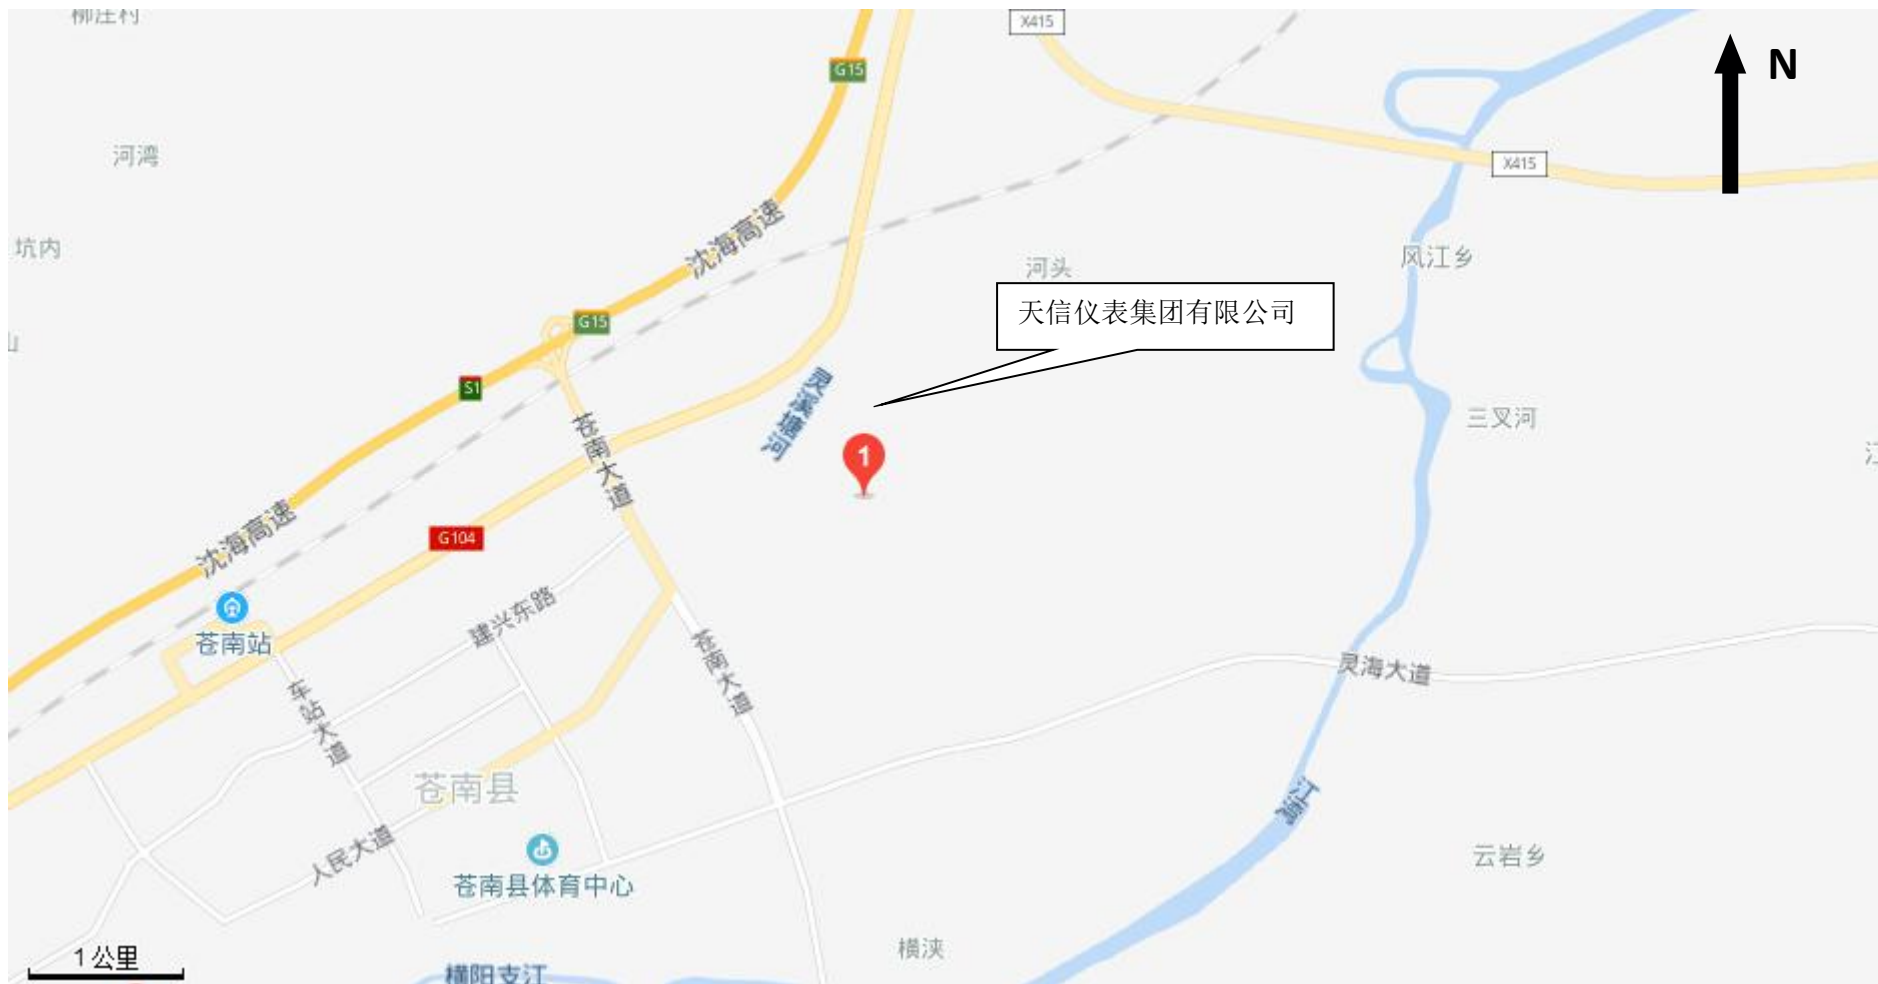 柳庄村
X415
G15
N
河湾
X415
沈海高速
坑内
风江乡
河头
天信仪表集团有限公司
G15
山
灵溪塘河
S1
苍南大道
三叉河
1
江
沈海高速
G104
建兴东路
苍南站
苍南大道
灵海大道
车站大道
苍南县
江湾
人民大道
苍南县体育中心
云岩乡
横浃
1 公里
横阳支江